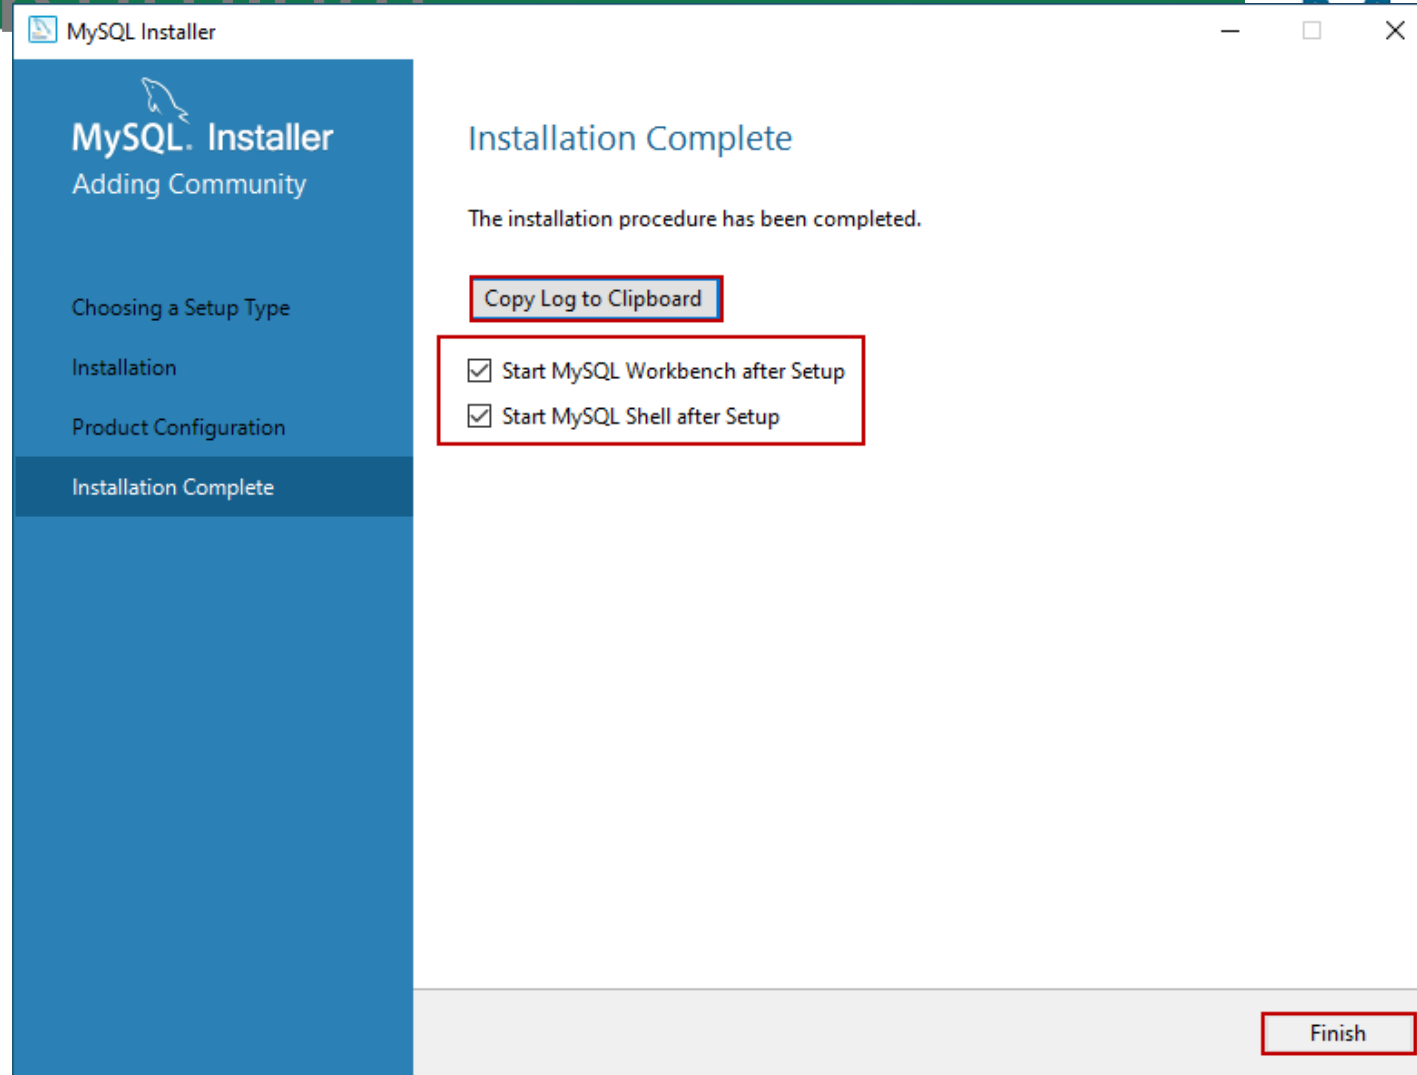 MySQL Installer
MySQL. Installer
Adding Community
Choosing a Setup Type
Installation
Product Configuration
Installation Complete
Installation Complete
The installation procedure has been completed.
Copy Log to Clipboard
Start MySQL Workbench after Setup
Start MySQL Shell after Setup
Finish